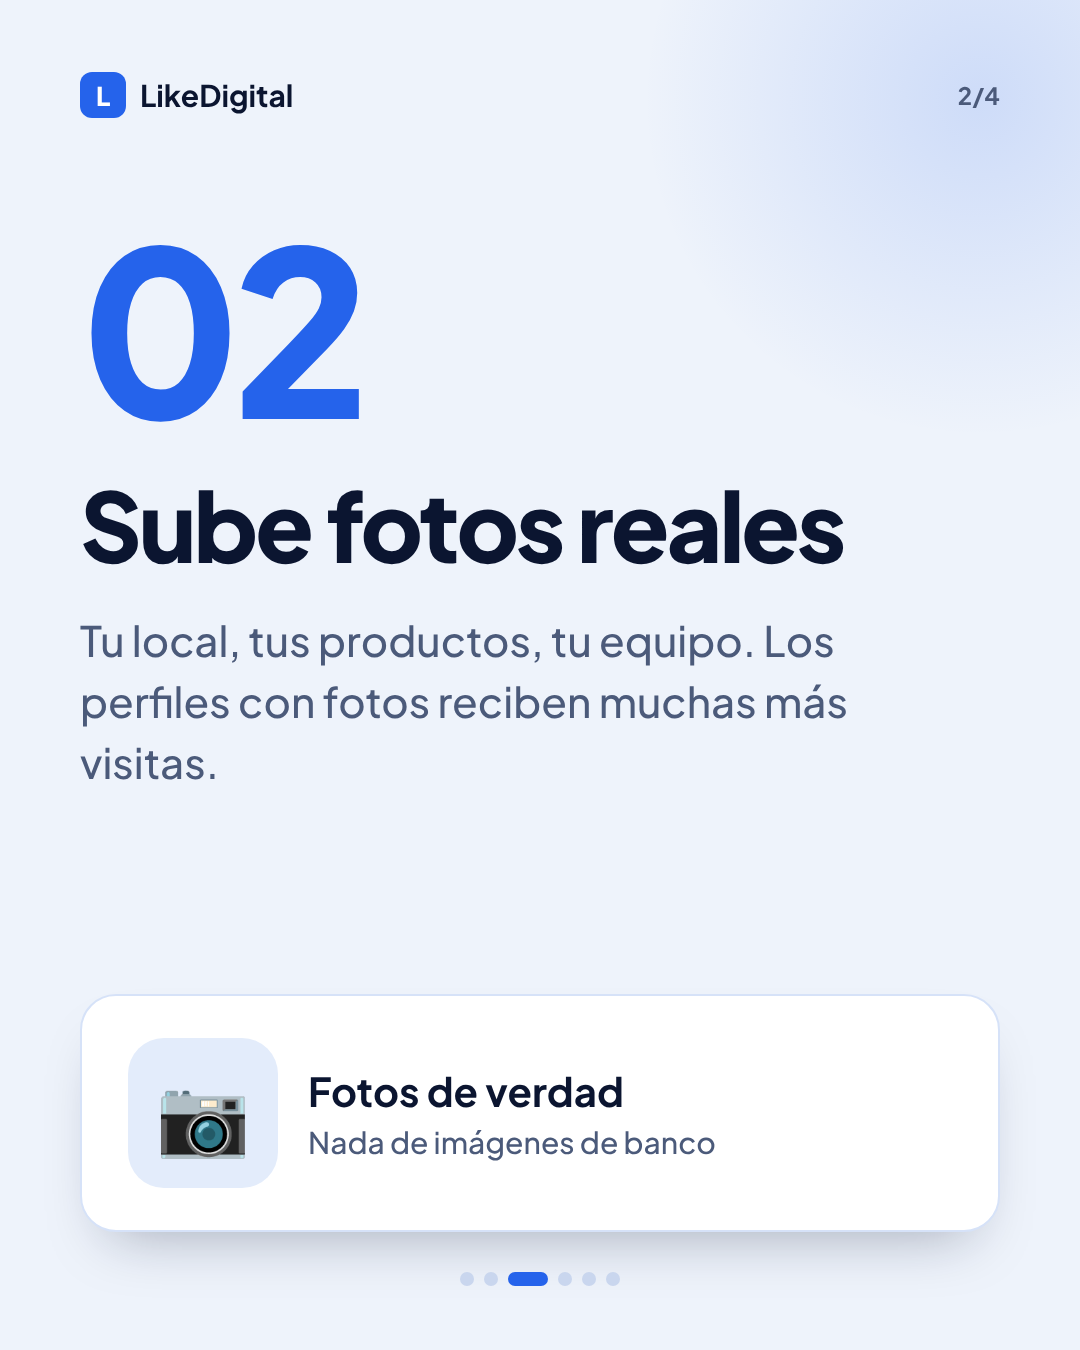 L LikeDigital
2/4
02
Sube fotos reales
Tu local, tus productos, tu equipo. Los
perfiles con fotos reciben muchas más
visitas.
Fotos de verdad
Nada de imágenes de banco